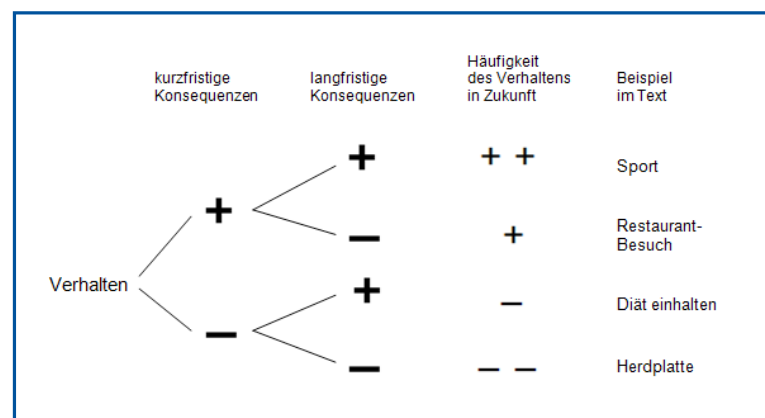 kurzfristige
Konsequenzen
langfristige
Konsequenzen
Häufigkeit
des Verhaltens
in Zukunft
Beispiel
im Text
Verhalten
+
−
+
−
+
−
+ +
+
−
− −
Sport
Restaurant-
Besuch
Diät einhalten
Herdplatte